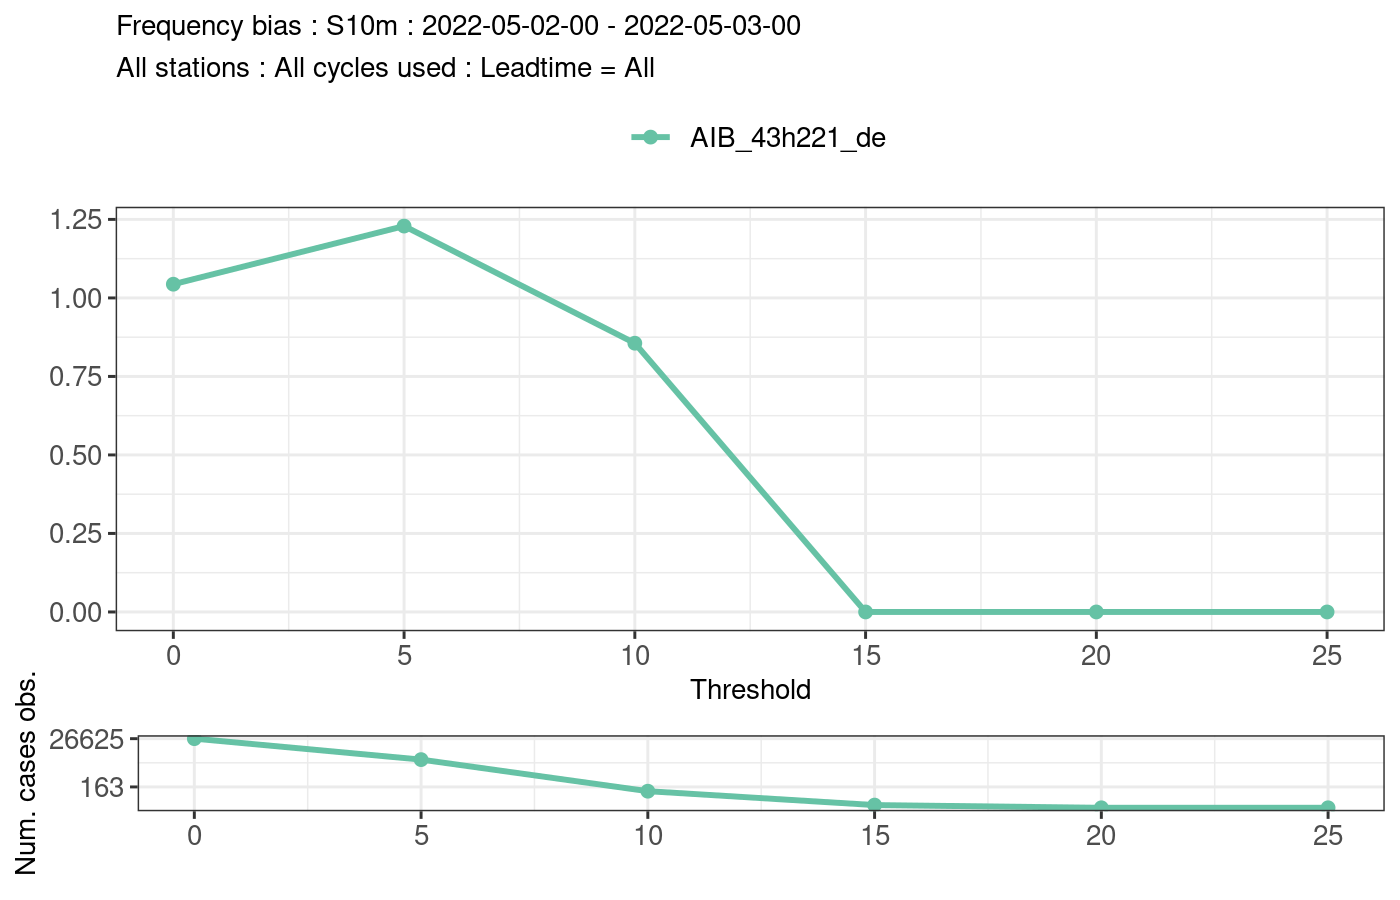 Frequency bias : S10m : 2022-05-02-00 - 2022-05-03-00
All stations : All cycles used : Leadtime = All
AIB_43h221_de
1.25
1.00
0.75
0.50
0.25
0.00
0 5 10 15 20 25
Threshold
Num. cases obs.
26625
163
0 5 10 15 20 25